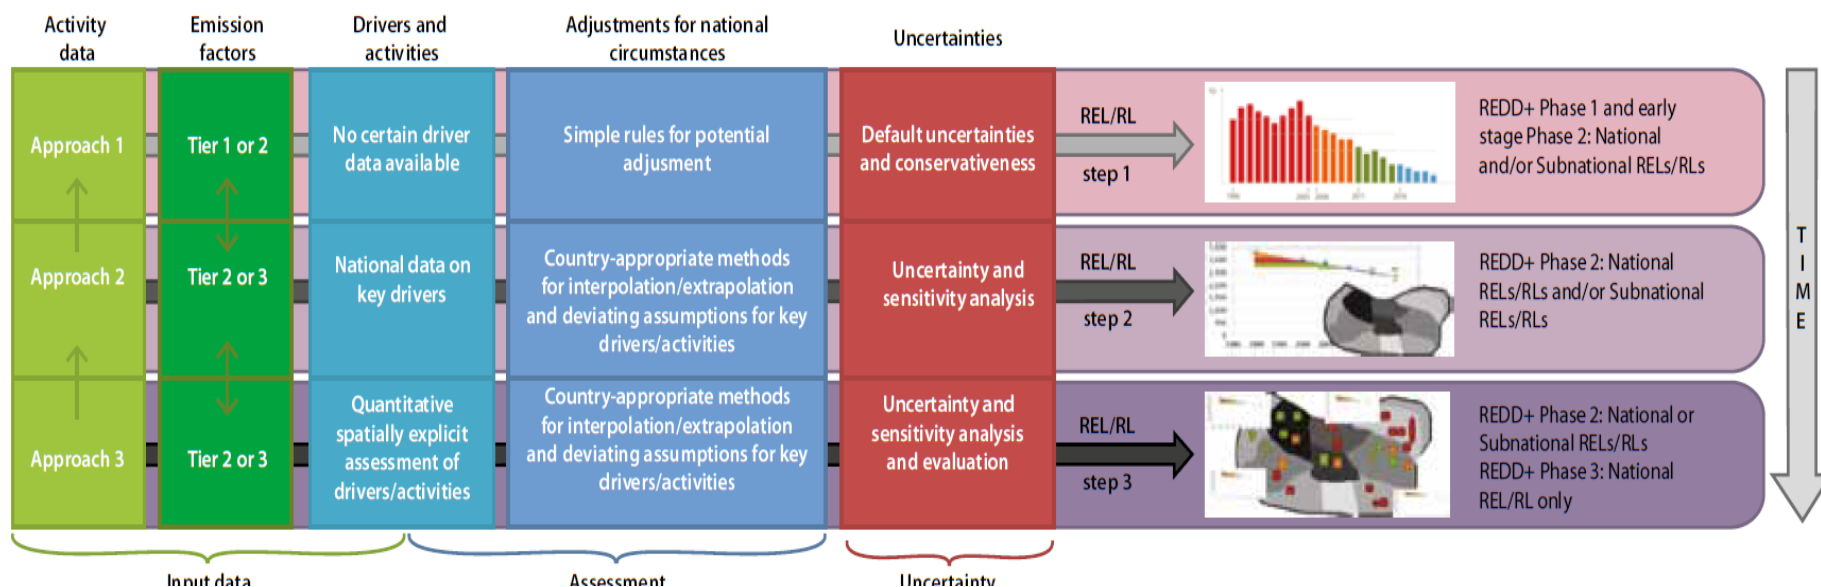 Activity
data
Emission
factors
Drivers and
activities
Adjustments for national
circumstances
Uncertainties
Approach 1
Tier 1 or 2
No certain driver
data available
Simple rules for potential
adjusment
Default uncertainties
and conservativeness
REL/RL
step 1
REDD+ Phase 1 and early
stage Phase 2: National
and/or Subnational RELs/RLs
Approach 2
Tier 2 or 3
National data on
key drivers
Country-appropriate methods
for interpolation/extrapolation
and deviating assumptions for key
drivers/activities
Uncertainty and
sensitivity analysis
REL/RL
step 2
REDD+ Phase 2: National
RELs/RLs and/or Subnational
RELs/RLs
Approach 3
Tier 2 or 3
Quantitative
spatially explicit
assessment of
drivers/activities
Country-appropriate methods
for interpolation/extrapolation
and deviating assumptions for key
drivers/activities
Uncertainty and
sensitivity analysis
and evaluation
REL/RL
step 3
REDD+ Phase 2: National or
Subnational RELs/RLs
REDD+ Phase 3: National
REL/RL only
T
I
M
E
Input data
Assessment
Uncertainty